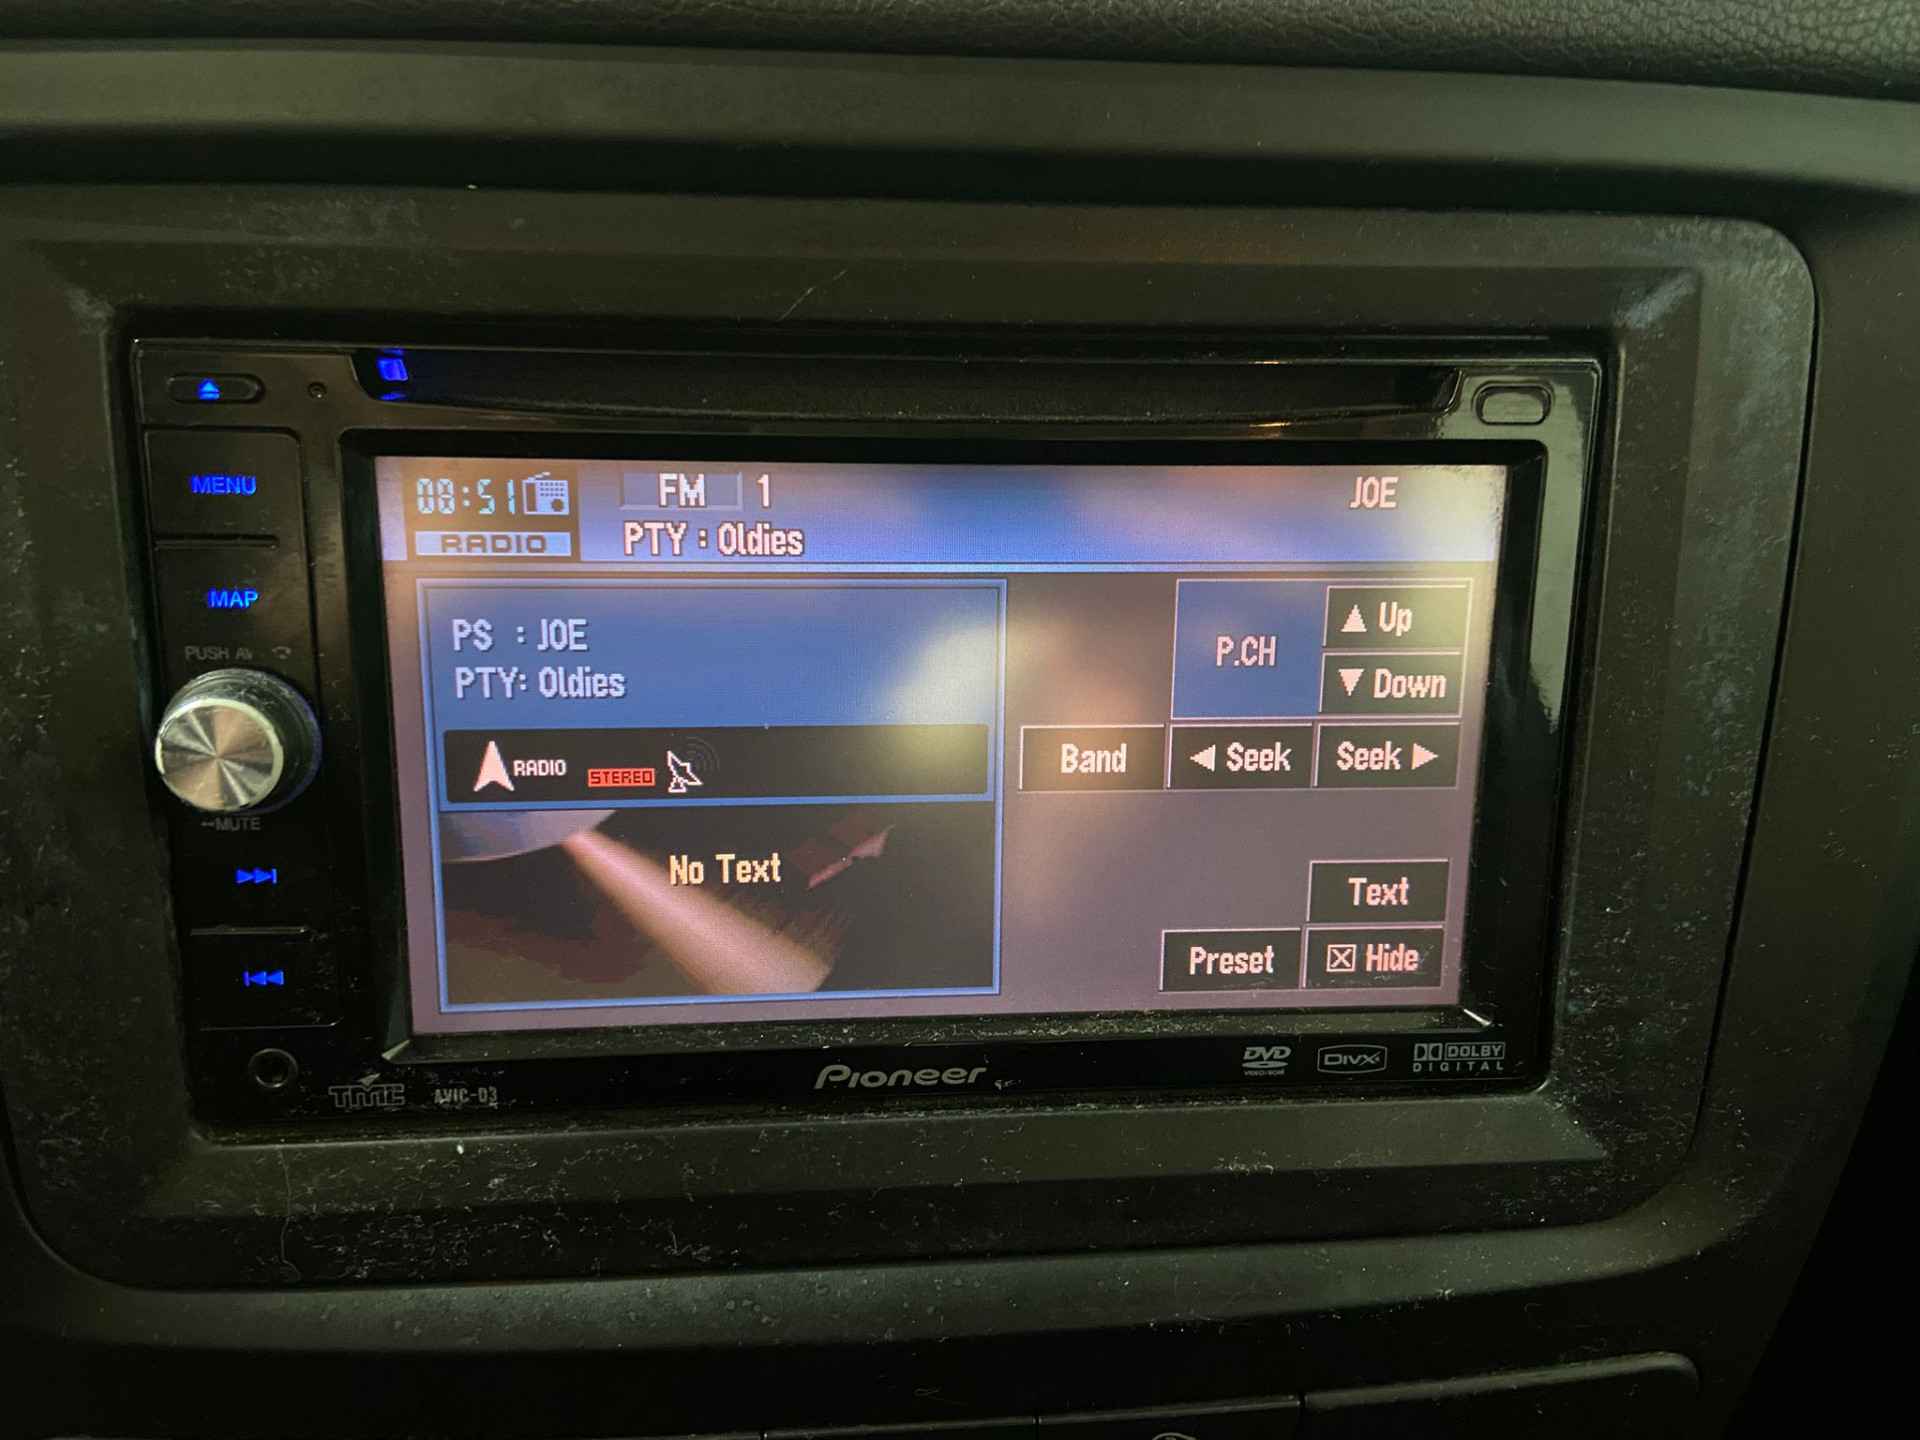 MENU
MAP
PUSH AV
MUTE
08:51
RADIO
FM 1
JOE
PTY : Oldies
PS : JOE
PTY: Oldies
RADIO
STEREO
No Text
P.CH
▲ Up
▼ Down
Band
◀ Seek
Seek ▶
Text
Preset
Hide
TMC
AVIC-D3
Pioneer
DVD
VIDEO/ROM
DIVX
DOLBY
DIGITAL